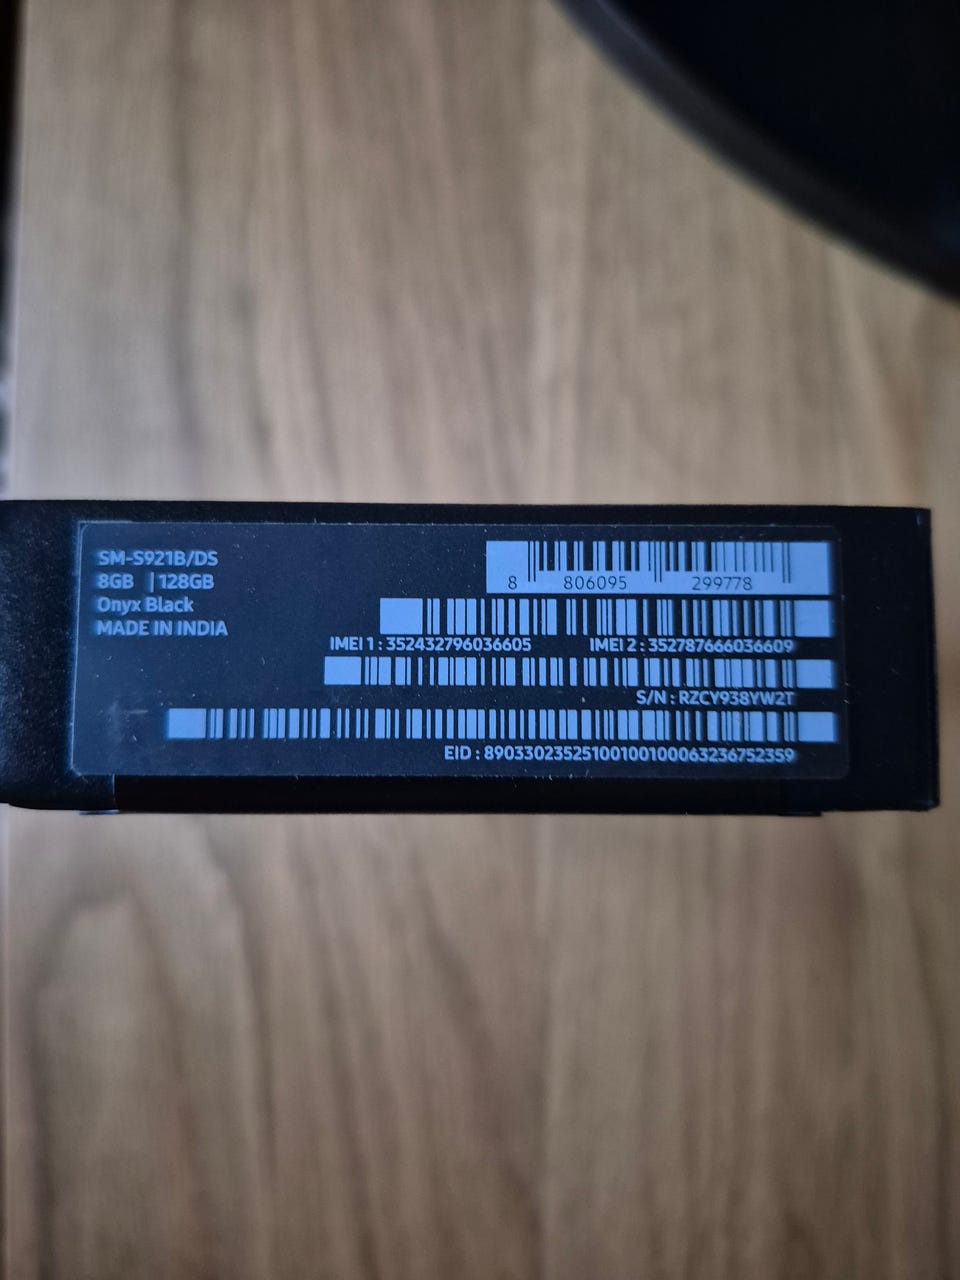 SM-S921B/DS
8GB | 128GB
Onyx Black
MADE IN INDIA
8 806095 299778
IMEI 1 : 352432796036605 IMEI 2 : 352787666036609
S/N : RZCY938YW2T
EID : 89033023525100100100063236752359